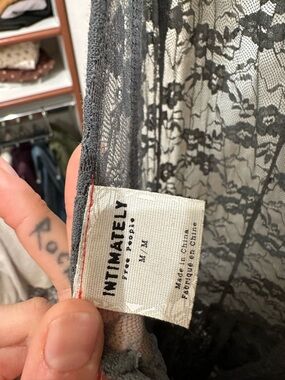 INTIMATELY
Free People
M / M
Made in China
Fabriqué en Chine